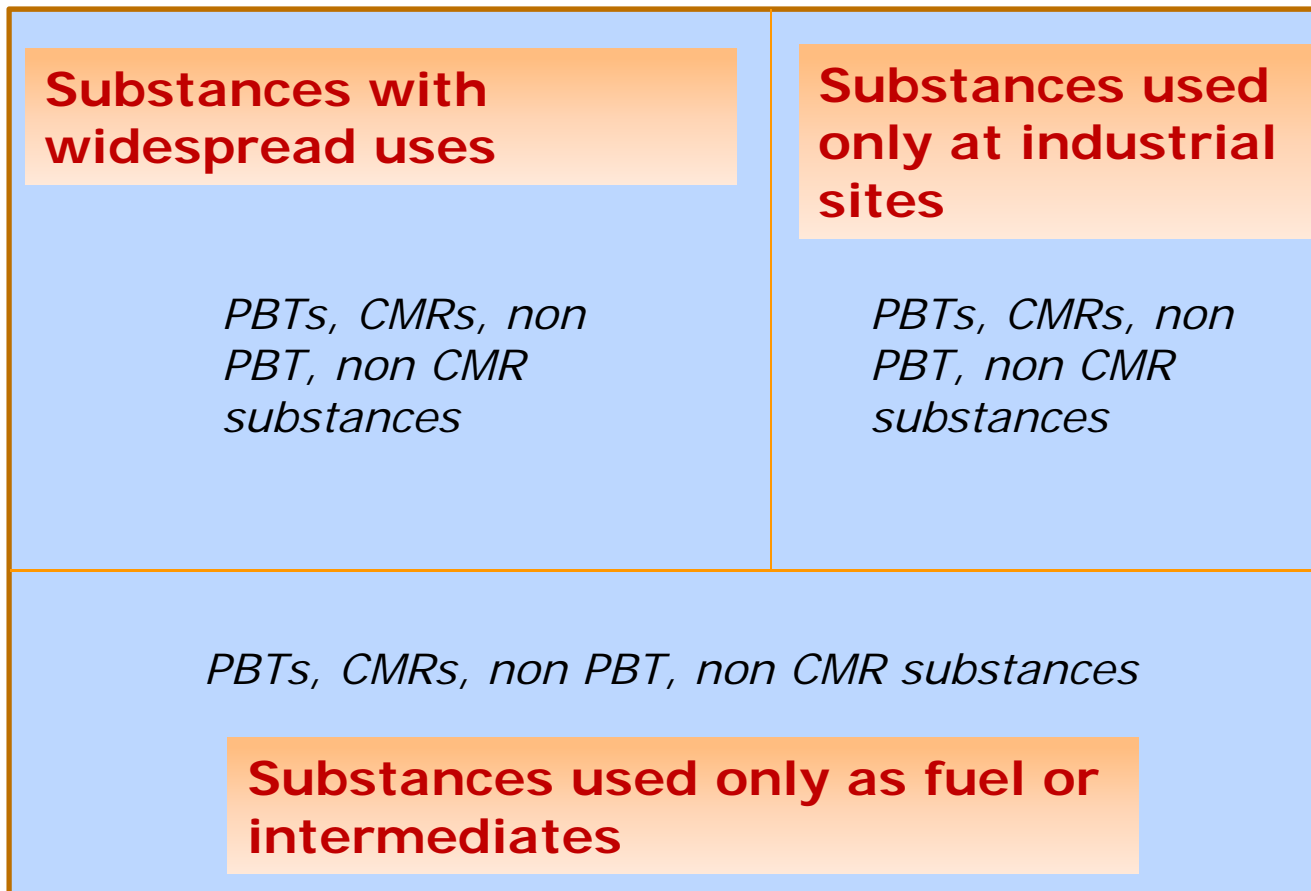 Substances with
widespread uses
PBTs, CMRs, non
PBT, non CMR
substances
Substances used
only at industrial
sites
PBTs, CMRs, non
PBT, non CMR
substances
PBTs, CMRs, non PBT, non CMR substances
Substances used only as fuel or
intermediates